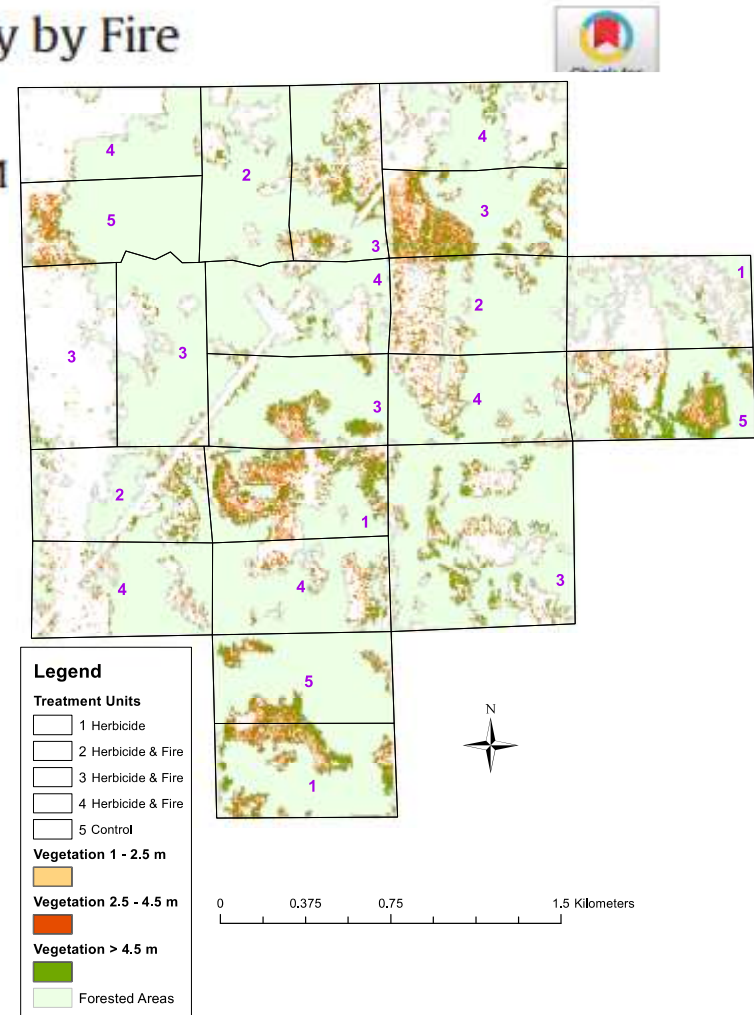 y by Fire
4
4
2
M
5
3
3
4
1
2
3
3
3
4
5
2
1
4
4
3
5
1
Legend
Treatment Units
1 Herbicide
2 Herbicide & Fire
3 Herbicide & Fire
4 Herbicide & Fire
5 Control
Vegetation 1 - 2.5 m
Vegetation 2.5 - 4.5 m
Vegetation > 4.5 m
Forested Areas
N
0 0.375 0.75 1.5 Kilometers